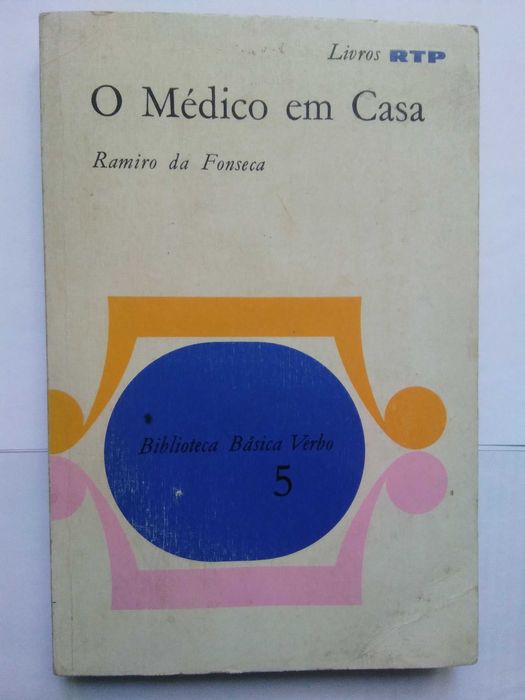 Livros RTP
O Médico em Casa
Ramiro da Fonseca
Biblioteca Básica Verbo
5